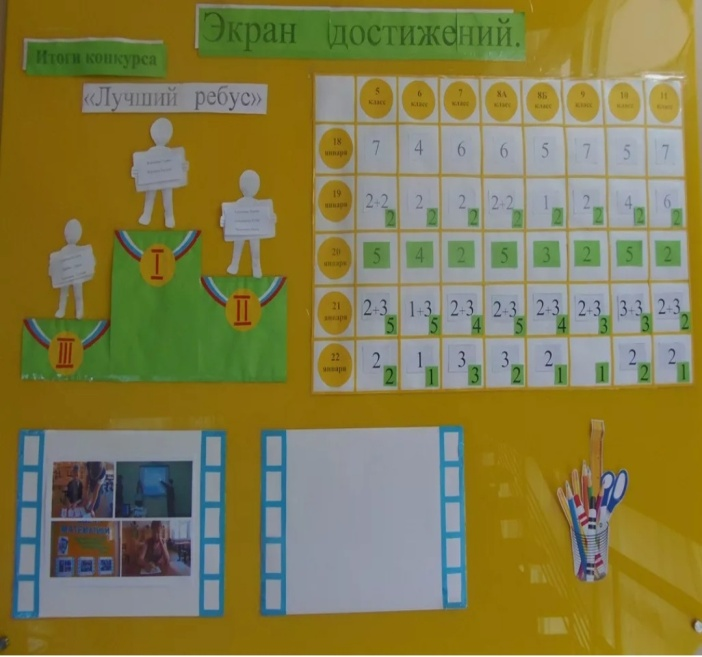 Экран достижений.
Итоги конкурса
«Лучший ребус»
I
II
III
5 класс 6 класс 7 класс 8А класс 8Б класс 9 класс 10 класс 11 класс
18 января 7 4 6 6 5 7 5 7
19 января 2+2 2 2 2 2 2 2+2 2 1 2 2 2 4 2 6 2
20 января 5 4 2 5 3 2 5 2
21 января 2+3 5 1+3 5 2+3 4 2+3 5 2+3 4 2+3 3 3+3 3 2+3 2
22 января 2 2 1 1 3 3 3 2 2 1 1 2 2 2 1